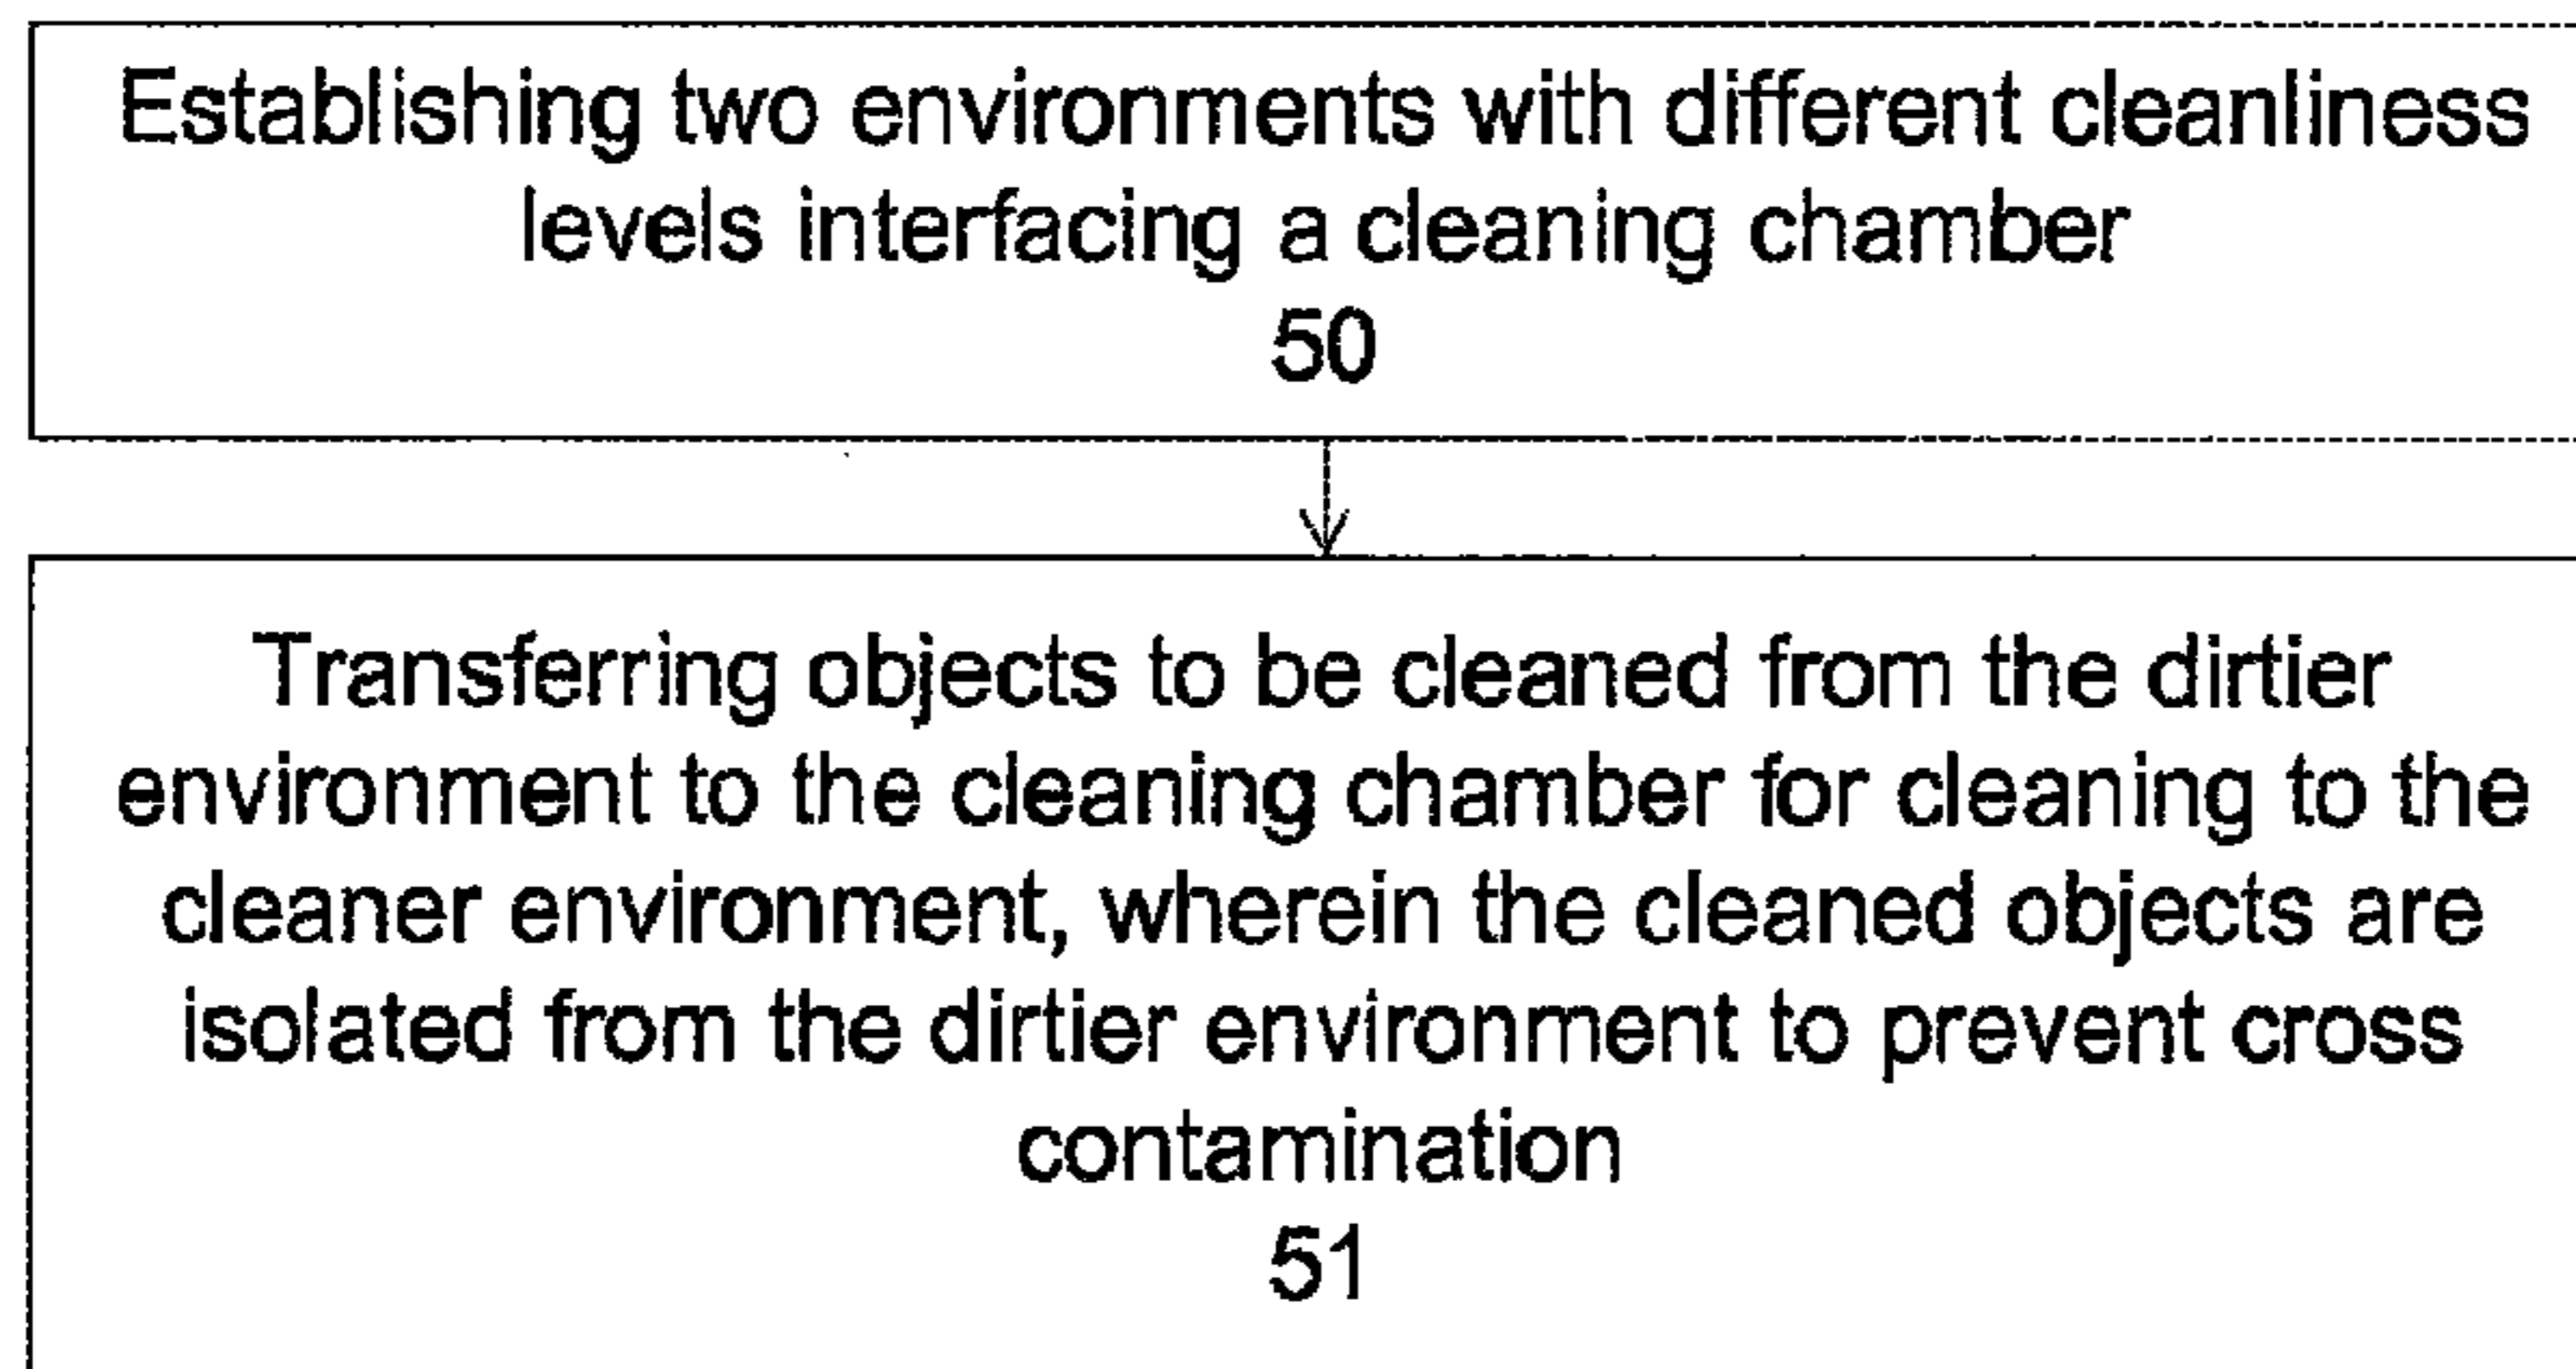 Establishing two environments with different cleanliness
levels interfacing a cleaning chamber
50
Transferring objects to be cleaned from the dirtier
environment to the cleaning chamber for cleaning to the
cleaner environment, wherein the cleaned objects are
isolated from the dirtier environment to prevent cross
contamination
51